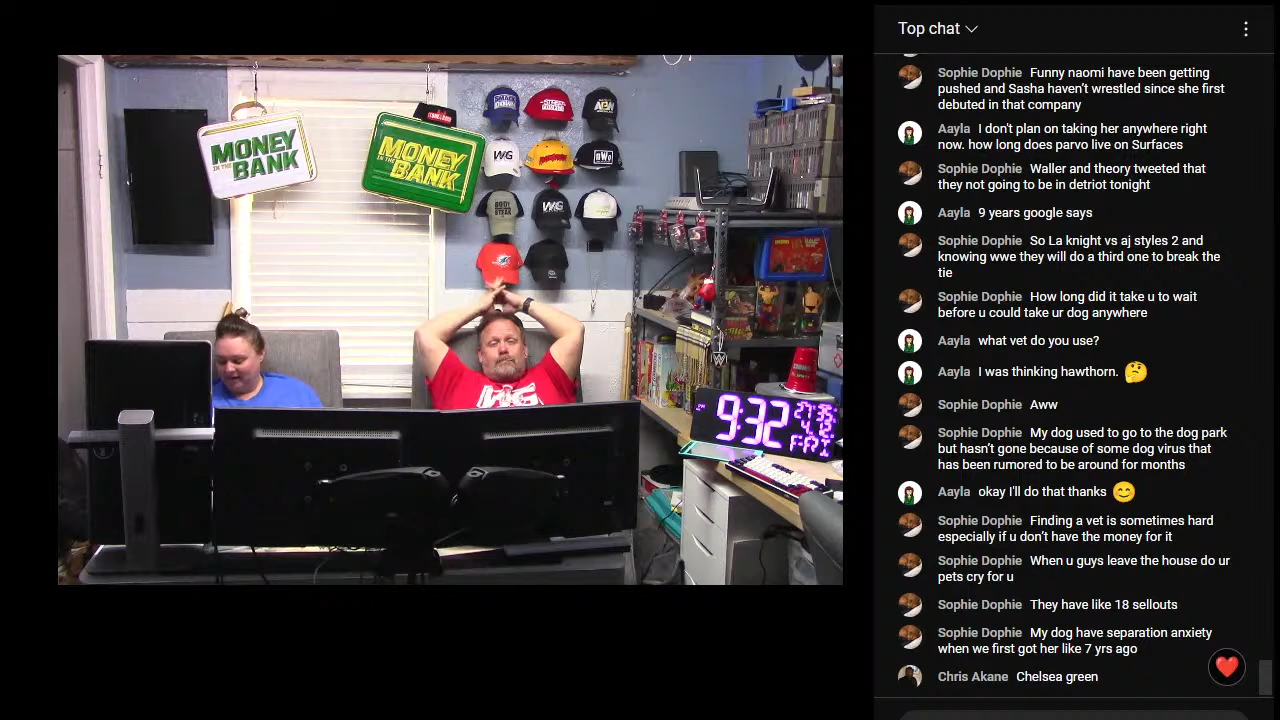 Top chat
Sophie Dophie Funny naomi have been getting
pushed and Sasha haven't wrestled since shp first
debuted in that company
Aayla I don't plan on taking her anywhere right
now. how long does parvo live on Surfaces
Sophie Dophie Waller and theory tweeted that
they not going to be in detriot tonight
Aayla 9 years google says
Sophie Dophie So La knight vs aj styles 2 and
knowing wwe they will do a third one to break the
tie
Sophie Dophie How long did it take u to wait
before u could take ur dog anywhere
Aayla what vet do you use?
Aayla I was thinking hawthorn. 🤔
Sophie Dophie Aww
Sophie Dophie My dog used to go to the dog park
but hasn't gone because of some dog virus that
has been rumored to be around for months
Aayla okay I'll do that thanks 😊
Sophie Dophie Finding a vet is sometimes hard
especially if u don't have the money for it
Sophie Dophie When u guys leave the house do ur
pets cry for u
Sophie Dophie They have like 18 sellouts
Sophie Dophie My dog have separation anxiety
when we first got her like 7 yrs ago
Chris Akane Chelsea green
MONEY
IN THE BANK
MONEY
IN THE BANK
WG
nWo
BODY
STEAK
WG
WG
9:32
FRI